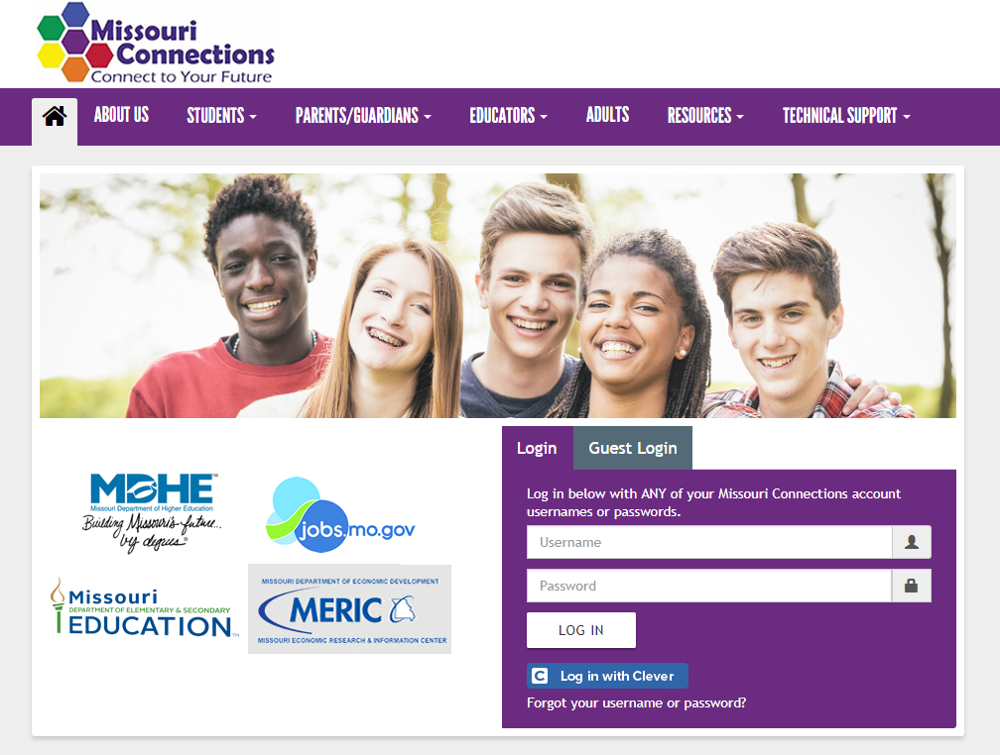 Missouri
Connections
Connect to Your Future
ABOUT US STUDENTS PARENTS/GUARDIANS EDUCATORS ADULTS RESOURCES TECHNICAL SUPPORT
Login Guest Login
MDHE™
Missouri Department of Higher Education
Building Missouri's future...
by degrees®
jobs.mo.gov
Missouri
DEPARTMENT OF ELEMENTARY & SECONDARY
EDUCATION™
MISSOURI DEPARTMENT OF ECONOMIC DEVELOPMENT
MERIC
MISSOURI ECONOMIC RESEARCH & INFORMATION CENTER
Log in below with ANY of your Missouri Connections account
usernames or passwords.
Username
Password
LOG IN
C Log in with Clever
Forgot your username or password?